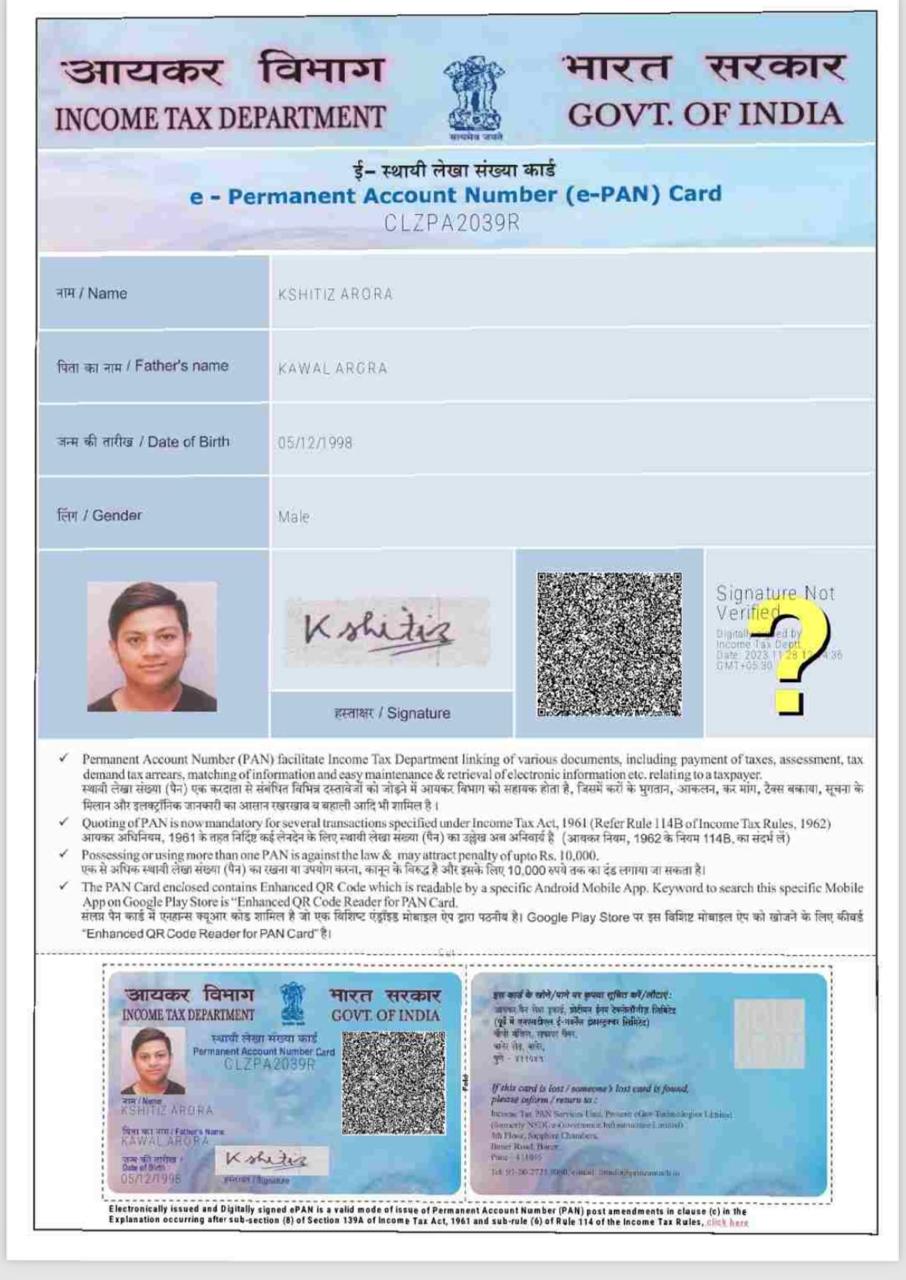 आयकर विभाग
INCOME TAX DEPARTMENT
सत्यमेव जयते
भारत सरकार
GOVT. OF INDIA
ई- स्थायी लेखा संख्या कार्ड
e - Permanent Account Number (e-PAN) Card
CLZPA2039R
नाम / Name
KSHITIZ ARORA
पिता का नाम / Father's name
KAWAL ARORA
जन्म की तारीख / Date of Birth
05/12/1998
लिंग / Gender
Male
Kshitiz
हस्ताक्षर / Signature
Signature Not
Verified
Digitally signed by
Income Tax Dept.
Date: 2023.11.28
GMT+05:30
?
✓ Permanent Account Number (PAN) facilitate Income Tax Department linking of various documents, including payment of taxes, assessment, tax
demand tax arrears, matching of information and easy maintenance & retrieval of electronic information etc. relating to a taxpayer.
स्थायी लेखा संख्या (पैन) एक करदाता से संबंधित विभिन्न दस्तावेजों को जोड़ने में आयकर विभाग को सहायक होता है, जिसमें करों के भुगतान, आकलन, कर मांग, टैक्स बकाया, सूचना के
मिलान और इलक्ट्रॉनिक जानकारी का आसान रखरखाव व बहाली आदि भी शामिल है।
✓ Quoting of PAN is now mandatory for several transactions specified under Income Tax Act, 1961 (Refer Rule 114B of Income Tax Rules, 1962)
आयकर अधिनियम, 1961 के तहत निर्दिष्ट कई लेनदेन के लिए स्थायी लेखा संख्या (पैन) का उल्लेख अब अनिवार्य है (आयकर नियम, 1962 के नियम 114B, का संदर्भ लें)
✓ Possessing or using more than one PAN is against the law & may attract penalty of upto Rs. 10,000.
एक से अधिक स्थायी लेखा संख्या (पैन) का रखना या उपयोग करना, कानून के विरुद्ध है और इसके लिए 10,000 रुपये तक का दंड लगाया जा सकता है।
✓ The PAN Card enclosed contains Enhanced QR Code which is readable by a specific Android Mobile App. Keyword to search this specific Mobile
App on Google Play Store is "Enhanced QR Code Reader for PAN Card.
संलग्न पैन कार्ड में एनहान्स क्यूआर कोड शामिल है जो एक विशिष्ट एंड्रॉइड मोबाइल ऐप द्वारा पठनीय है। Google Play Store पर इस विशिष्ट मोबाइल ऐप को खोजने के लिए कीवर्ड
"Enhanced QR Code Reader for PAN Card" है।
Cut
आयकर विभाग
INCOME TAX DEPARTMENT
भारत सरकार
GOVT. OF INDIA
स्थायी लेखा संख्या कार्ड
Permanent Account Number Card
CLZPA2039R
नाम / Name
KSHITIZ ARORA
पिता का नाम / Father's Name
KAWAL ARORA
जन्म की तारीख /
Date of Birth
05/12/1998
Kshitiz
हस्ताक्षर / Signature
Fold
इस कार्ड के खोने/पाने पर कृपया सूचित करें/लौटाएं:
आयकर पैन सेवा इकाई, प्रोटीयन ईगव टेक्नोलॉजीज़ लिमिटेड
If this card is lost / someone's lost card is found,
please inform / return to :
Income Tax PAN Services Unit, Protean eGov Technologies Limited
(formerly NSDL e-Governance Infrastructure Limited)
4th Floor, Sapphire Chambers,
Baner Road, Baner,
Pune - 411045
Electronically issued and Digitally signed ePAN is a valid mode of issue of Permanent Account Number (PAN) post amendments in clause (c) in the
Explanation occurring after sub-section (8) of Section 139A of Income Tax Act, 1961 and sub-rule (6) of Rule 114 of the Income Tax Rules, click here